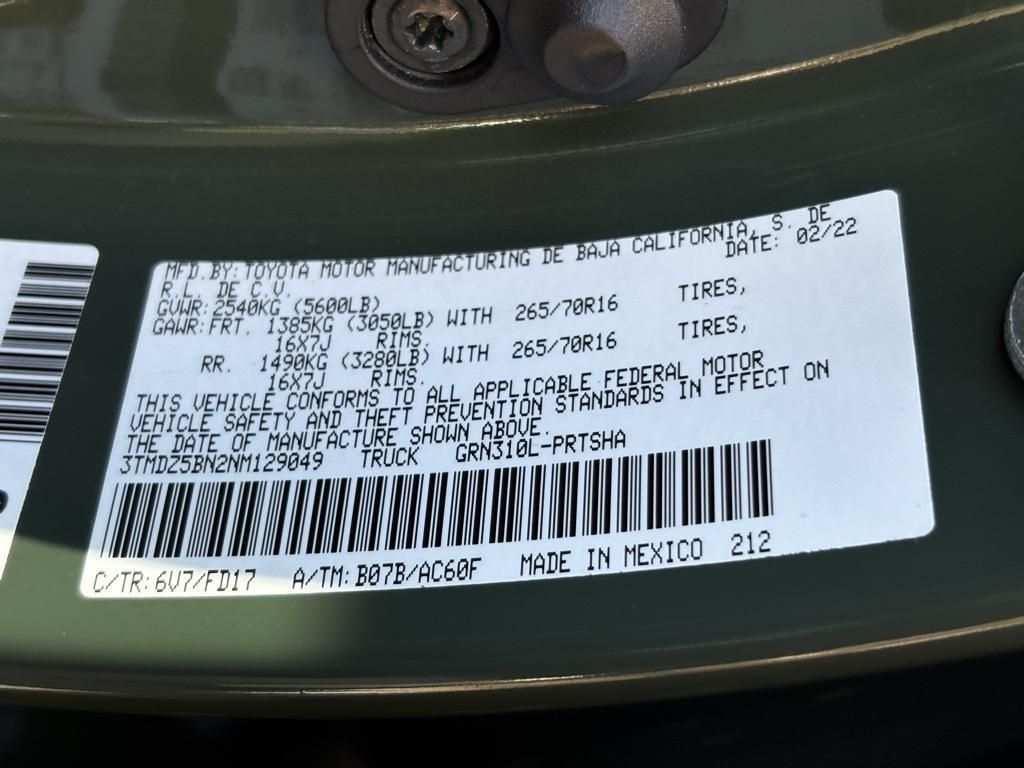 MFD. BY: TOYOTA MOTOR MANUFACTURING DE BAJA CALIFORNIA, S. DE
R.L. DE C.V. DATE: 02/22
GVWR: 2540KG (5600LB)
GAWR: FRT. 1385KG (3050LB) WITH 265/70R16 TIRES,
16X7J RIMS.
RR. 1490KG (3280LB) WITH 265/70R16 TIRES,
16X7J RIMS.
THIS VEHICLE CONFORMS TO ALL APPLICABLE FEDERAL MOTOR
VEHICLE SAFETY AND THEFT PREVENTION STANDARDS IN EFFECT ON
THE DATE OF MANUFACTURE SHOWN ABOVE.
3TMDZ5BN2NM129049 TRUCK GRN310L-PRTSHA
C/TR: 6V7/FD17 A/TM: B07B/AC60F MADE IN MEXICO 212